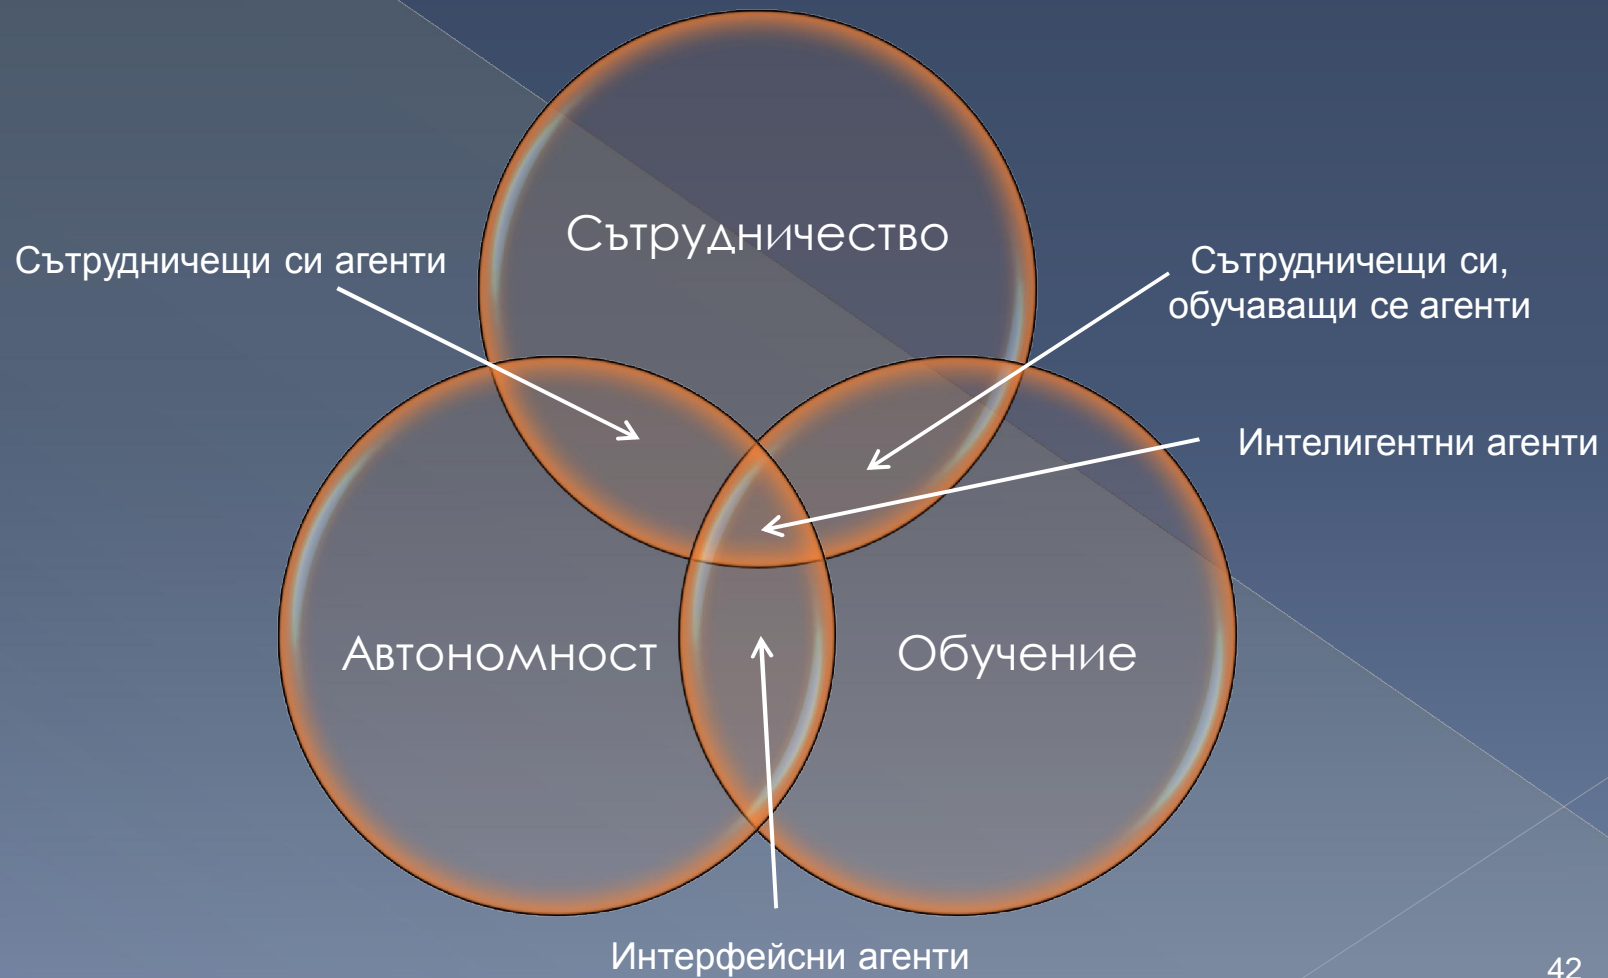 Сътрудничество
Сътрудничещи си агенти
Сътрудничещи си,
обучаващи се агенти
Интелигентни агенти
Автономност
Обучение
Интерфейсни агенти
42